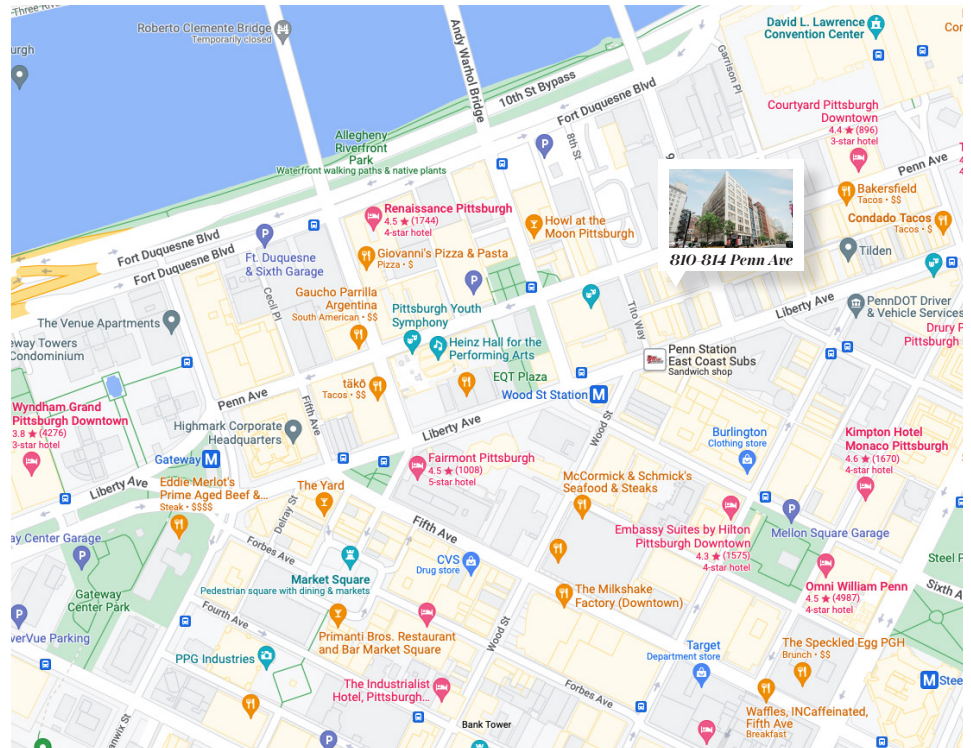 Three Rive
Roberto Clemente Bridge
Temporarily closed
David L. Lawrence
Convention Center
Con
urgh
Andy Warhol Bridge
Garrison Pl
10th St Bypass
Fort Duquesne Blvd
Courtyard Pittsburgh
Downtown
4.4 ★ (896)
3-star hotel
Allegheny
Riverfront
Park
Waterfront walking paths & native plants
8th St
9
Penn Ave
Bakersfield
Tacos • $$
Condado Tacos
Tacos • $
Renaissance Pittsburgh
4.5 ★ (1744)
4-star hotel
Howl at the
Moon Pittsburgh
Fort Duquesne Blvd
Fort Duquesne Blvd
Ft. Duquesne
& Sixth Garage
Giovanni's Pizza & Pasta
Pizza • $
810-814 Penn Ave
Tilden
Cecil Pl
Gaucho Parrilla
Argentina
South American • $$
Pittsburgh Youth
Symphony
Tito Way
Liberty Ave
PennDOT Driver
& Vehicle Services
The Venue Apartments
eway Towers
Condominium
Heinz Hall for the
Performing Arts
Drury P
Pittsburgh
Penn Station
East Coast Subs
Sandwich shop
EQT Plaza
täkō
Tacos • $$
Wood St Station
M
Penn Ave
Fifth Ave
Wyndham Grand
Pittsburgh Downtown
3.8 ★ (4276)
3-star hotel
Highmark Corporate
Headquarters
Liberty Ave
Wood St
Burlington
Clothing store
Kimpton Hotel
Monaco Pittsburgh
4.6 ★ (1670)
4-star hotel
Gateway
M
Fairmont Pittsburgh
4.5 ★ (1008)
5-star hotel
Liberty Ave
Eddie Merlot's
Prime Aged Beef &...
Steak • $$$$
The Yard
McCormick & Schmick's
Seafood & Steaks
Delray St
Fifth Ave
Embassy Suites by Hilton
Pittsburgh Downtown
4.3 ★ (1575)
4-star hotel
Mellon Square Garage
ay Center Garage
Forbes Ave
CVS
Drug store
Market Square
Pedestrian square with dining & markets
Steel P
Gateway
Center Park
The Milkshake
Factory (Downtown)
Omni William Penn
4.5 ★ (4987)
4-star hotel
Sixth A
Fourth Ave
verVue Parking
Primanti Bros. Restaurant
and Bar Market Square
Wood St
Target
Department store
The Speckled Egg PGH
Brunch • $$
PPG Industries
The Industrialist
Hotel, Pittsburgh...
Forbes Ave
M
Stee
Waffles, INCaffeinated,
Fifth Ave
Breakfast
Bank Tower
anwix St